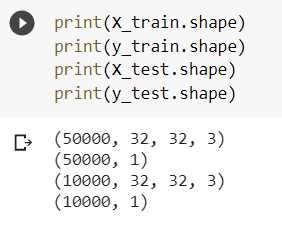 print(X_train.shape)
print(y_train.shape)
print(X_test.shape)
print(y_test.shape)
(50000, 32, 32, 3)
(50000, 1)
(10000, 32, 32, 3)
(10000, 1)